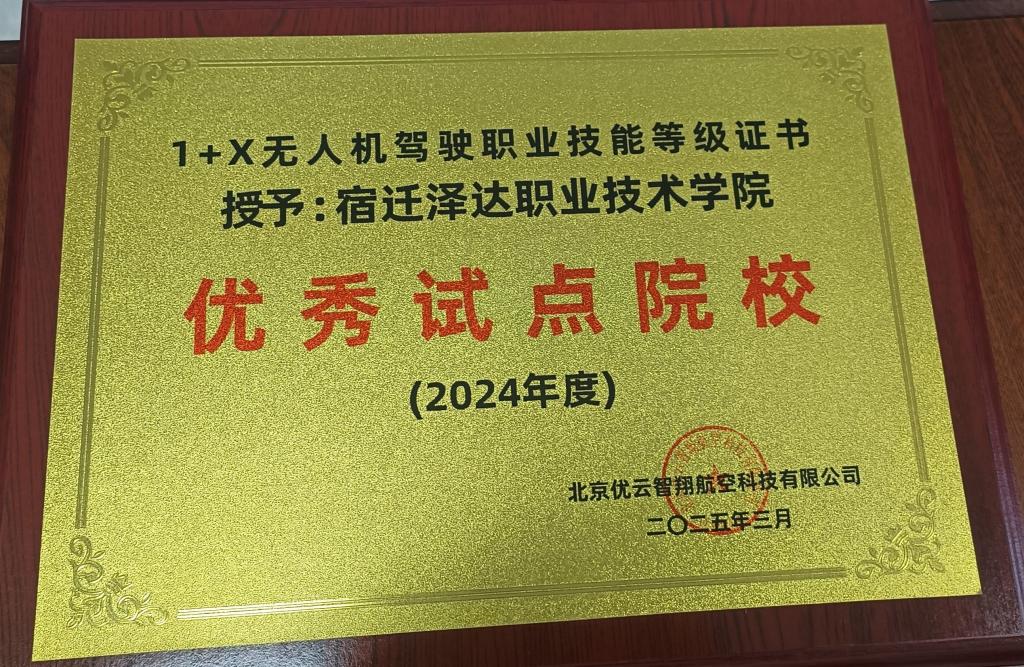 1+X无人机驾驶职业技能等级证书
授予:宿迁泽达职业技术学院
优秀试点院校
(2024年度)
北京优云智翔航空科技有限公司
二〇二五年三月